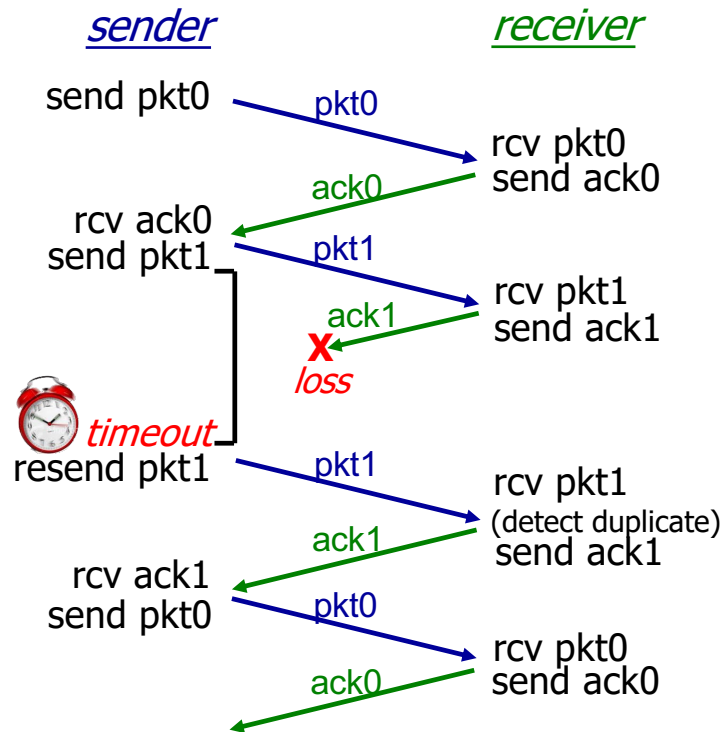 sender
receiver
send pkt0
pkt0
rcv pkt0
send ack0
ack0
rcv ack0
send pkt1
pkt1
rcv pkt1
send ack1
ack1
X
loss
timeout
resend pkt1
pkt1
rcv pkt1
(detect duplicate)
send ack1
ack1
rcv ack1
send pkt0
pkt0
rcv pkt0
send ack0
ack0